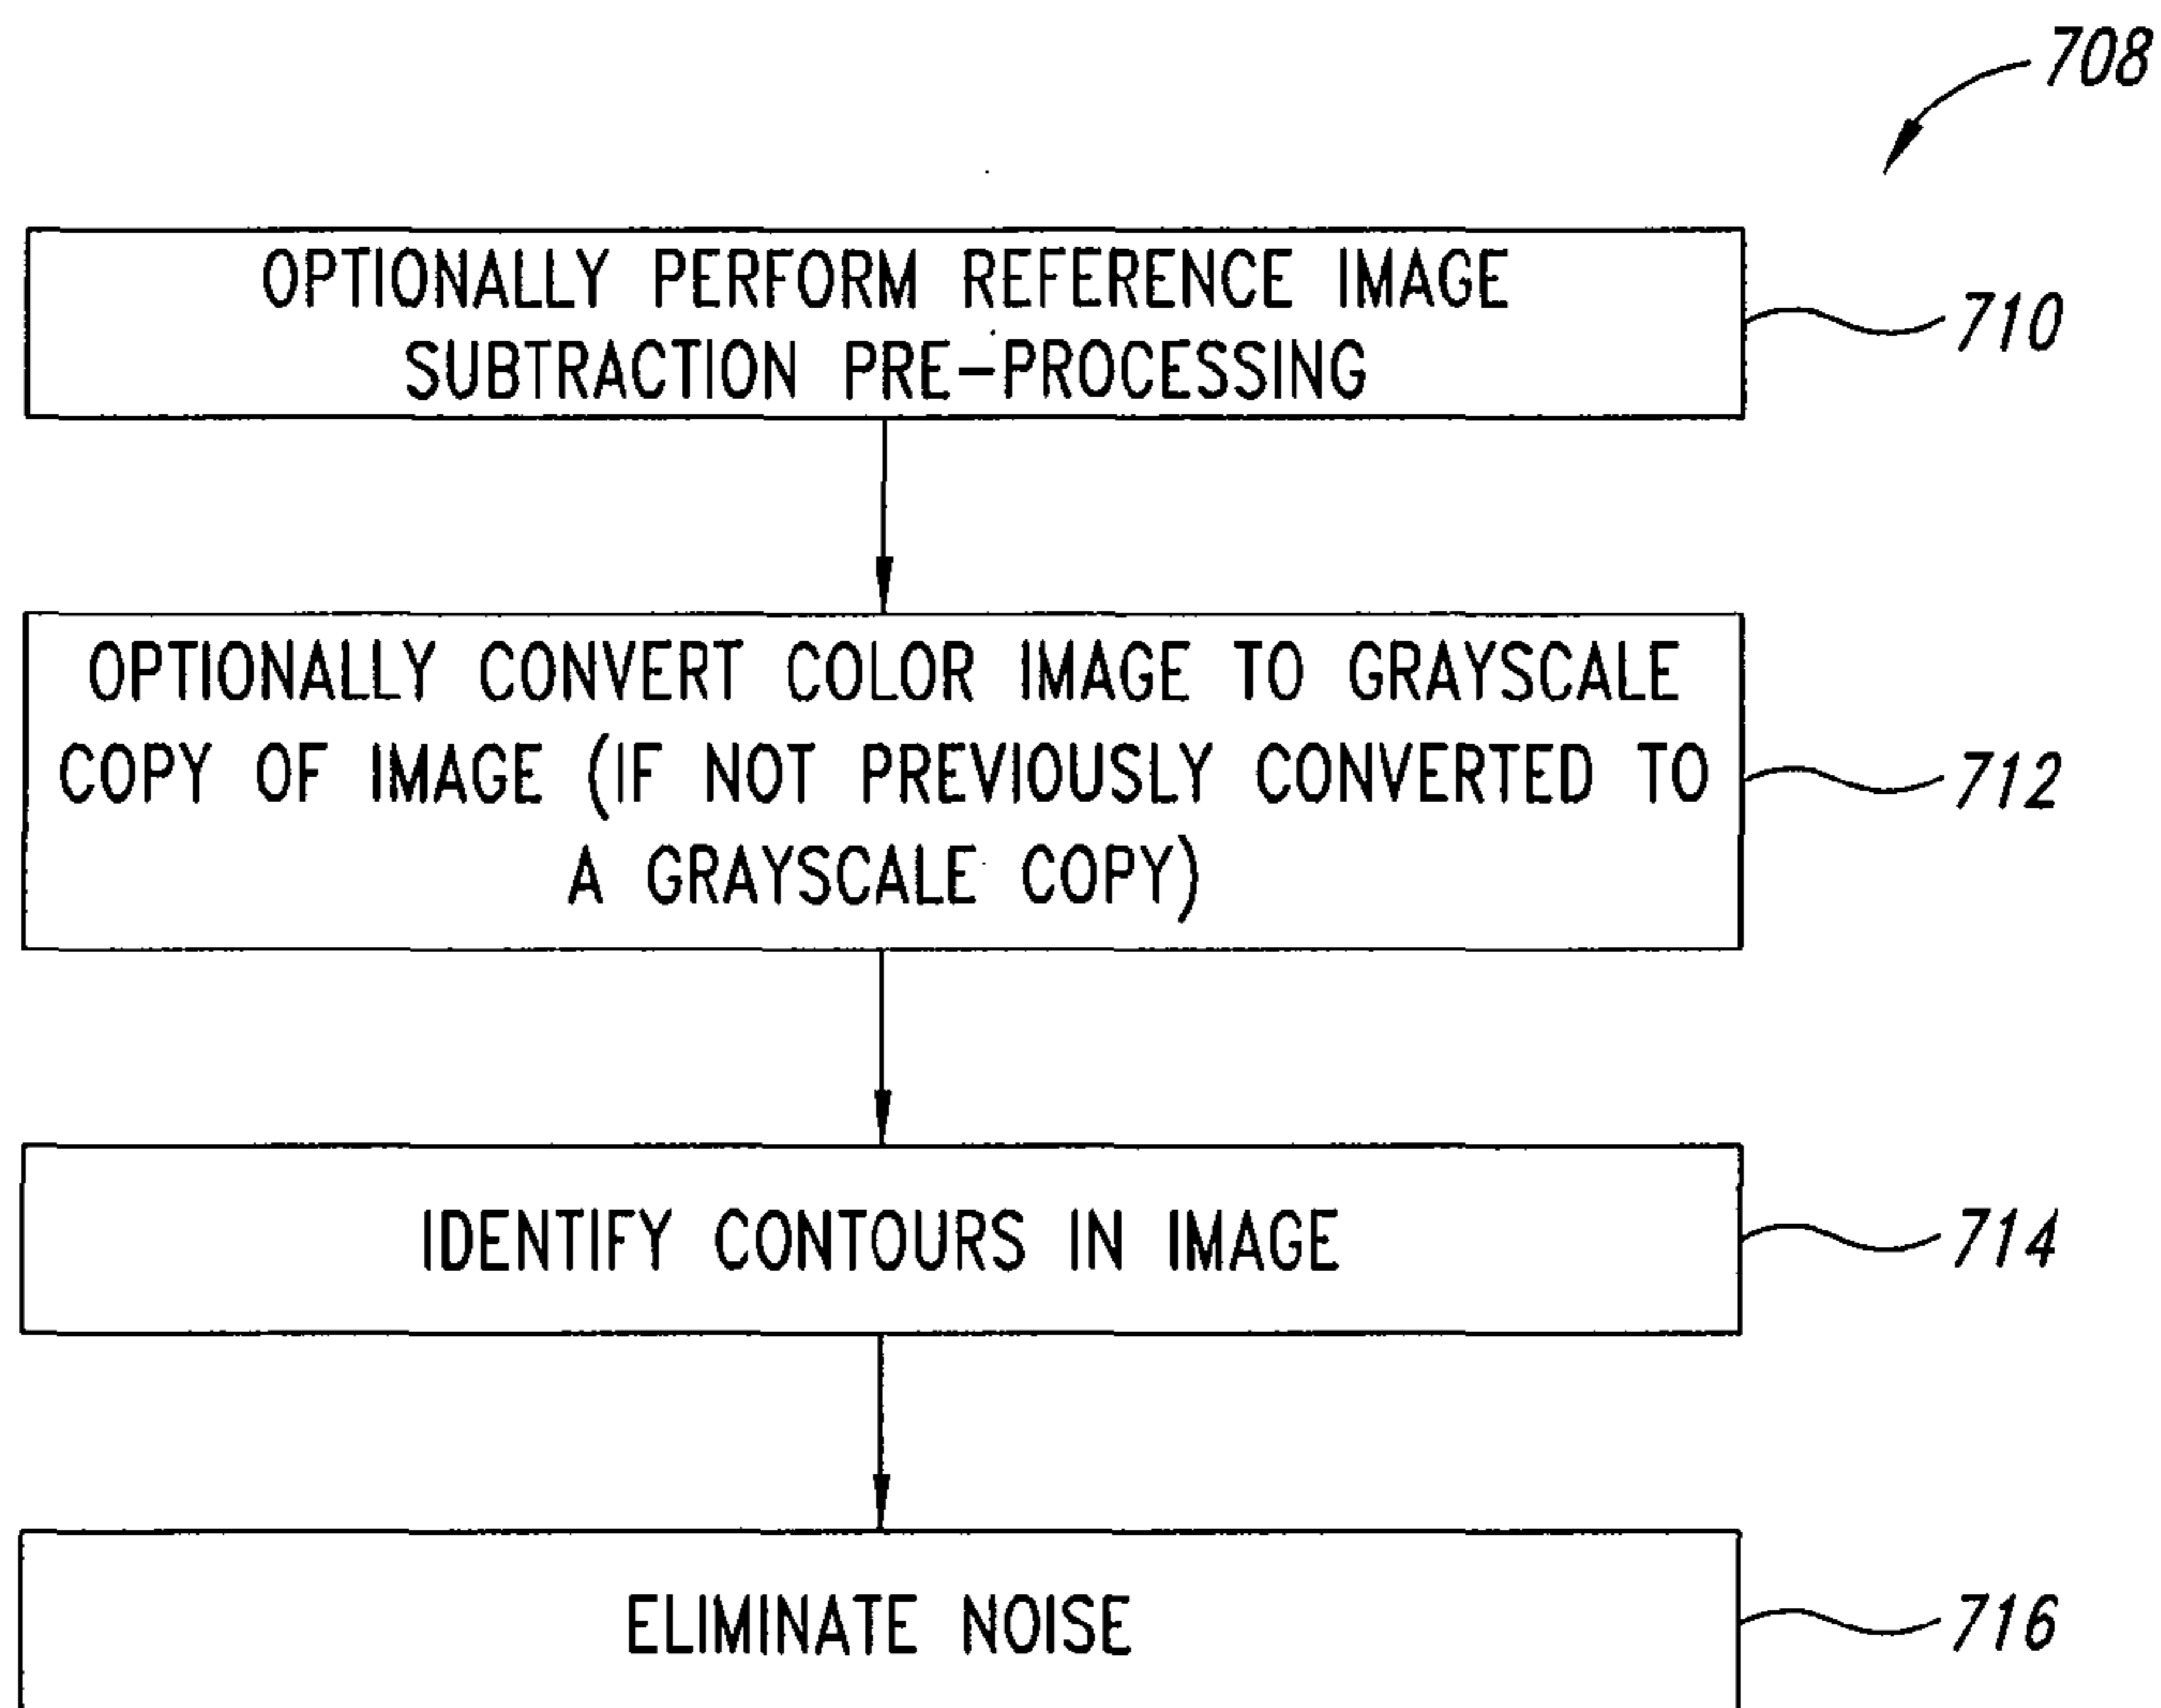 708
OPTIONALLY PERFORM REFERENCE IMAGE
SUBTRACTION PRE-PROCESSING
710
OPTIONALLY CONVERT COLOR IMAGE TO GRAYSCALE
COPY OF IMAGE (IF NOT PREVIOUSLY CONVERTED TO
A GRAYSCALE COPY)
712
IDENTIFY CONTOURS IN IMAGE
714
ELIMINATE NOISE
716